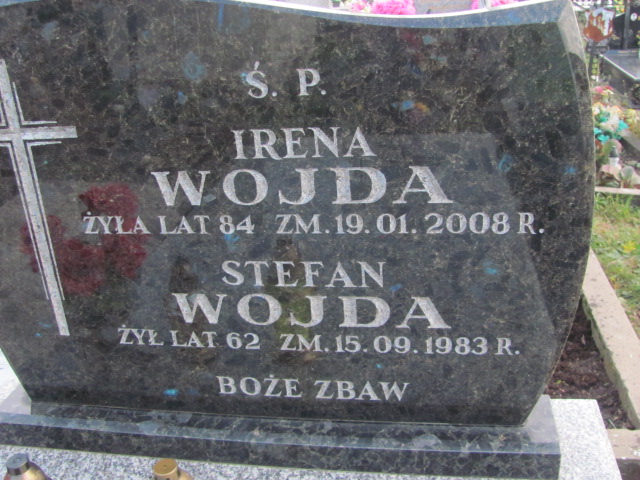 Ś. P.
IRENA
WOJDA
ŻYŁA LAT 84 ZM. 19.01.2008 R.
STEFAN
WOJDA
ŻYŁ LAT 62 ZM. 15.09.1983 R.
BOŻE ZBAW